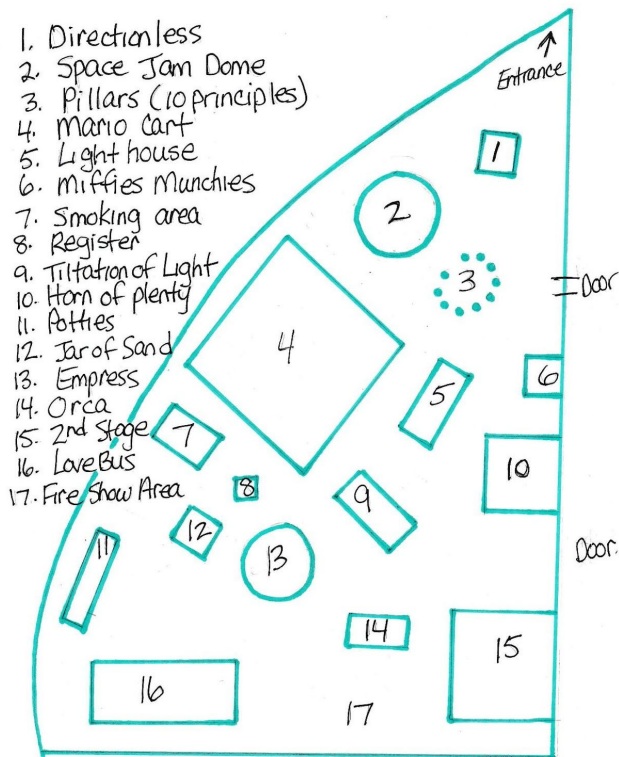 1. Directionless
2. Space Jam Dome
3. Pillars (10 principles)
4. Mario Cart
5. Light house
6. Miffies Munchies
7. Smoking area
8. Register
9. Tiltation of Light
10. Horn of plenty
11. Potties
12. Jar of Sand
13. Empress
14. Orca
15. 2nd Stage
16. Love Bus
17. Fire Show Area
Entrance
1
2
3
Door
4
5
6
7
8
9
10
11
12
13
Door.
14
15
16
17